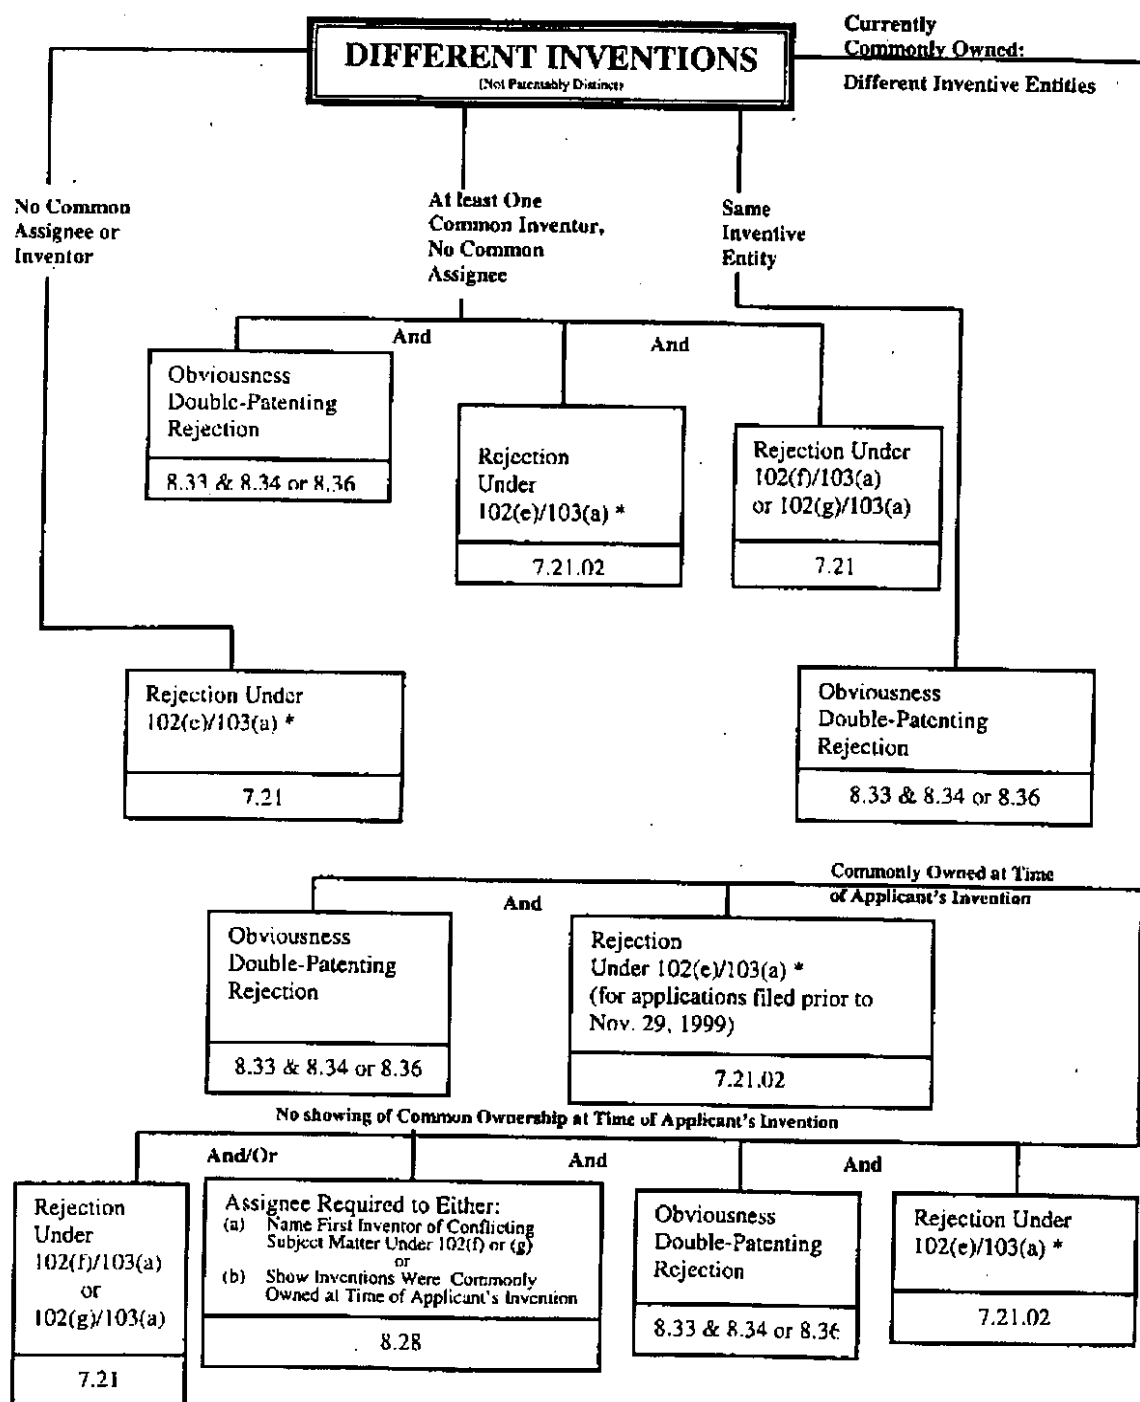 DIFFERENT INVENTIONS
(Not Patentably Distinct)
Currently
Commonly Owned:
Different Inventive Entities
No Common
Assignee or
Inventor
At least One
Common Inventor,
No Common
Assignee
Same
Inventive
Entity
And
And
Obviousness
Double-Patenting
Rejection
8.33 & 8.34 or 8.36
Rejection
Under
102(e)/103(a) *
7.21.02
Rejection Under
102(f)/103(a)
or 102(g)/103(a)
7.21
Rejection Under
102(e)/103(a) *
7.21
Obviousness
Double-Patenting
Rejection
8.33 & 8.34 or 8.36
Commonly Owned at Time
of Applicant's Invention
And
Obviousness
Double-Patenting
Rejection
8.33 & 8.34 or 8.36
Rejection
Under 102(e)/103(a) *
(for applications filed prior to
Nov. 29, 1999)
7.21.02
No showing of Common Ownership at Time of Applicant's Invention
And/Or
And
And
Rejection
Under
102(f)/103(a)
or
102(g)/103(a)
7.21
Assignee Required to Either:
(a) Name First Inventor of Conflicting
Subject Matter Under 102(f) or (g)
or
(b) Show Inventions Were Commonly
Owned at Time of Applicant's Invention
8.28
Obviousness
Double-Patenting
Rejection
8.33 & 8.34 or 8.36
Rejection Under
102(e)/103(a) *
7.21.02